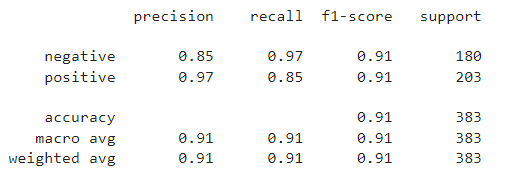 precision recall f1-score support
negative 0.85 0.97 0.91 180
positive 0.97 0.85 0.91 203
accuracy 0.91 383
macro avg 0.91 0.91 0.91 383
weighted avg 0.91 0.91 0.91 383